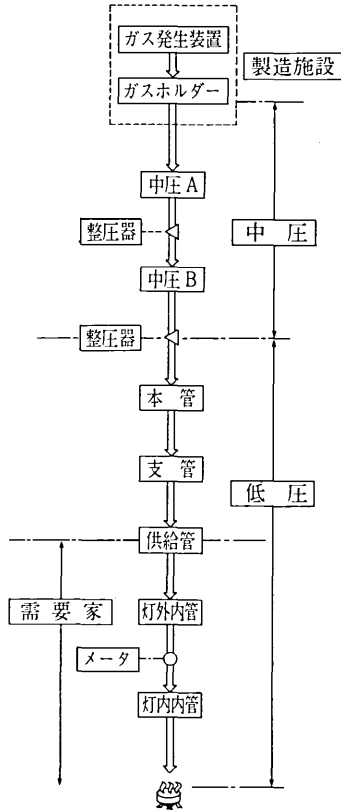 ガス発生装置
製造施設
ガスホルダー
中圧A
整圧器
中圧
中圧B
整圧器
本管
支管
低圧
供給管
需要家
灯外内管
メータ
灯内内管